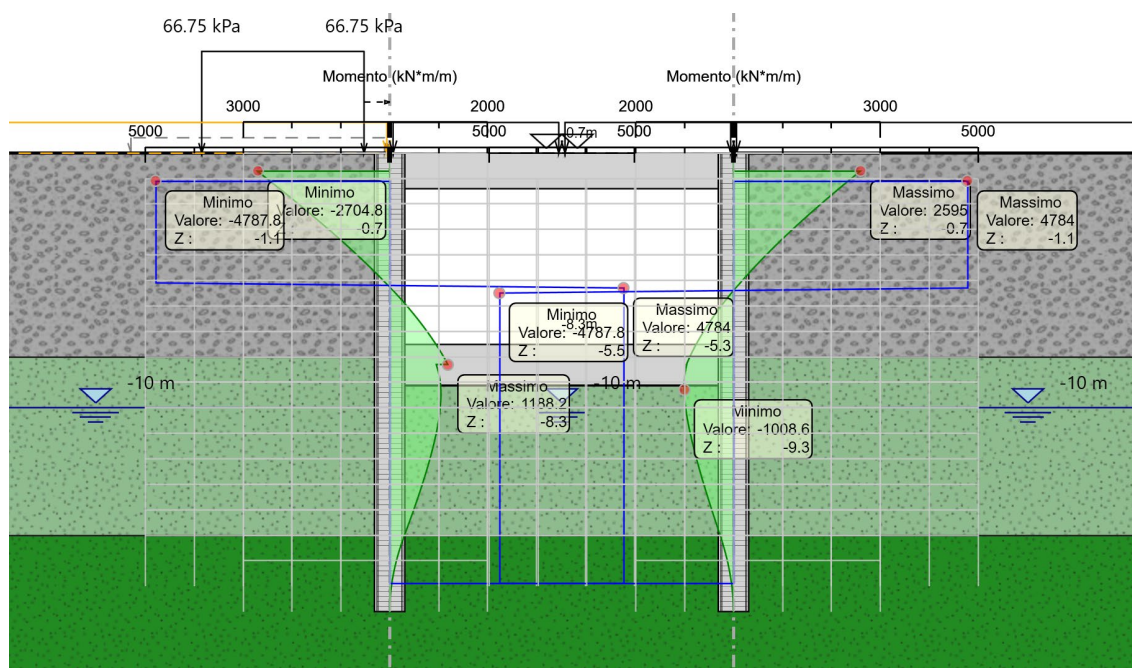 66.75 kPa
66.75 kPa
Momento (kN*m/m)
Momento (kN*m/m)
3000
2000
2000
3000
5000
5000
5000
5000
0.7m
Minimo
Valore: -4787.8
Z : -1.1
Minimo
Valore: -2704.8
-0.7
Massimo
Valore: 2595
-0.7
Massimo
Valore: 4784
Z : -1.1
Minimo
-8.3m
Valore: -4787.8
Z : -5.5
Massimo
Valore: 4784
Z : -5.3
-10 m
-10 m
-10 m
Massimo
Valore: 1188.2
Z : -8.3
Minimo
Valore: -1008.6
Z : -9.3